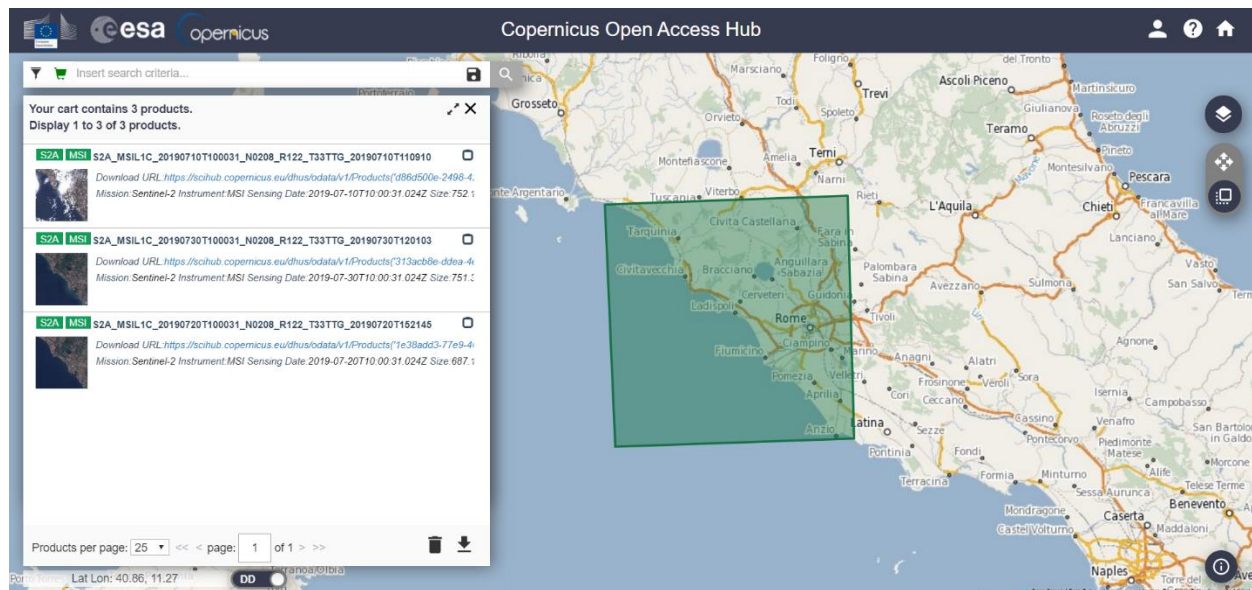 esa opernicus
Copernicus Open Access Hub
Insert search criteria...
Your cart contains 3 products.
Display 1 to 3 of 3 products.
S2A MSI S2A_MSIL1C_20190710T100031_N0208_R122_T33TTG_20190710T110910
Download URL:https://scihub.copernicus.eu/dhus/odata/v1/Products('d86d500e-2498-4
Mission:Sentinel-2 Instrument:MSI Sensing Date:2019-07-10T10:00:31.024Z Size:752.
S2A MSI S2A_MSIL1C_20190730T100031_N0208_R122_T33TTG_20190730T120103
Download URL:https://scihub.copernicus.eu/dhus/odata/v1/Products('313acb8e-ddea-4
Mission:Sentinel-2 Instrument:MSI Sensing Date:2019-07-30T10:00:31.024Z Size:751.
S2A MSI S2A_MSIL1C_20190720T100031_N0208_R122_T33TTG_20190720T152145
Download URL:https://scihub.copernicus.eu/dhus/odata/v1/Products('1e38add3-77e9-4
Mission:Sentinel-2 Instrument:MSI Sensing Date:2019-07-20T10:00:31.024Z Size:687.
Products per page: 25 << < page: 1 of 1 > >>
Lat Lon: 40.86, 11.27 DD
Foligno
del Tronto
Marsciano
Trevi
Ascoli Piceno
Martinsicuro
Grosseto
Todi
Orvieto
Spoleto
Giulianova
Roseto degli
Abruzzi
Teramo
Pineto
Terni
Amelia
Montefiascone
Narni
Montesilvano
Pescara
Viterbo
Tuscania
Rieti
L'Aquila
Chieti
Francavilla
al Mare
Civita Castellana
Tarquinia
Fara in
Sabina
Lanciano
Civitavecchia
Bracciano
Anguillara
Sabazia
Palombara
Sabina
Avezzano
Sulmona
Vasto
San Salvo
Ladispoli
Cerveteri
Guidonia
Rome
Tivoli
Agnone
Fiumicino
Ciampino
Marino
Anagni
Alatri
Pomezia
Velletri
Frosinone
Veroli
Sora
Isernia
Campobasso
Aprilia
Cori
Ceccano
Cassino
Venafro
Anzio
Latina
Sezze
Pontecorvo
Piedimonte
Matese
San Bartolo
in Galdo
Pontinia
Fondi
Morcone
Terracina
Formia
Minturno
Alife
Telese Terme
Sessa Aurunca
Benevento
Mondragone
Caserta
Castel Volturno
Maddaloni
Naples
Torre del